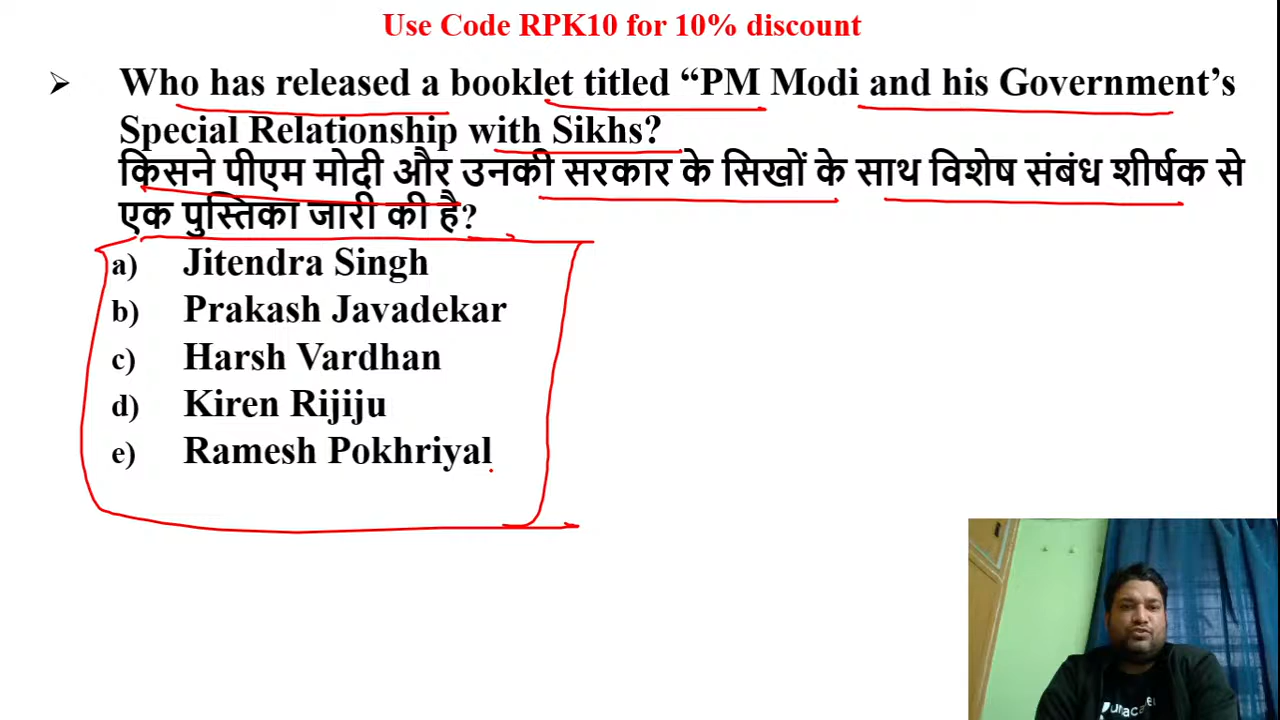 Use Code RPK10 for 10% discount
➢ Who has released a booklet titled “PM Modi and his Government’s
Special Relationship with Sikhs?
किसने पीएम मोदी और उनकी सरकार के सिखों के साथ विशेष संबंध शीर्षक से
एक पुस्तिका जारी की है?
a) Jitendra Singh
b) Prakash Javadekar
c) Harsh Vardhan
d) Kiren Rijiju
e) Ramesh Pokhriyal